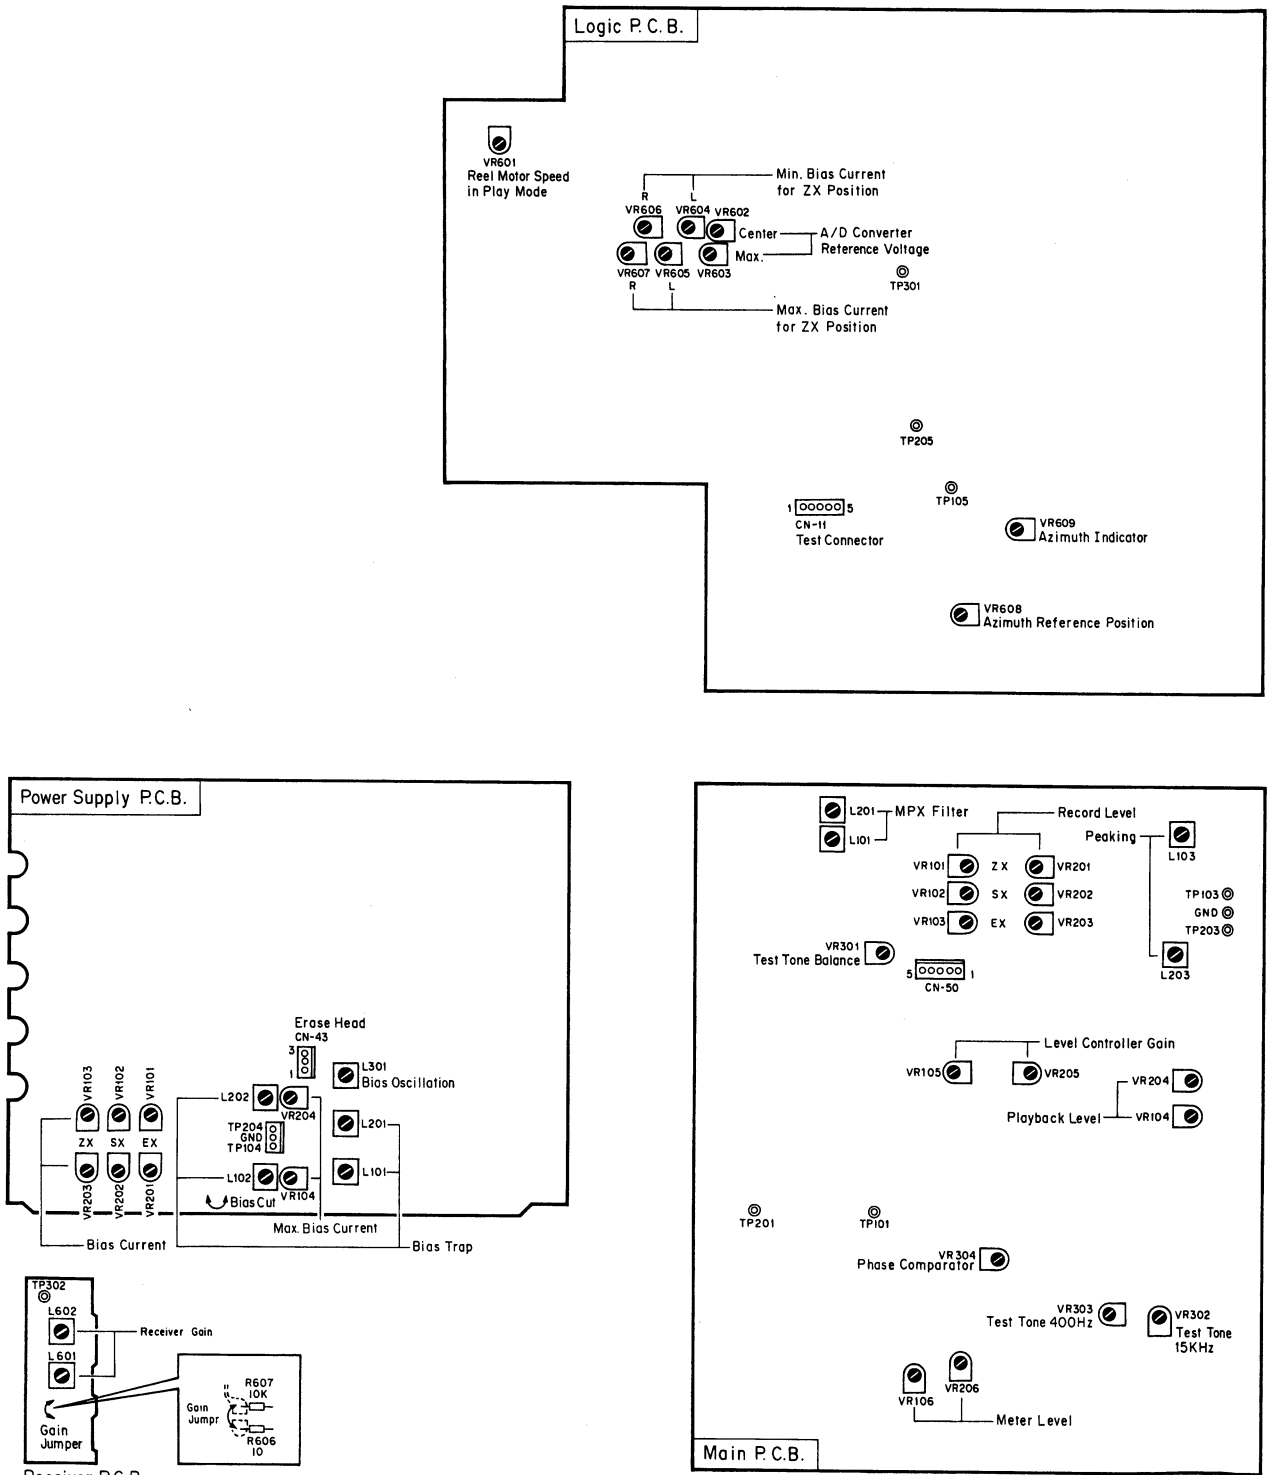 Logic P.C.B.
VR601
Reel Motor Speed
in Play Mode
Min. Bias Current
for ZX Position
R L
VR606 VR604 VR602
Center
A/D Converter
Reference Voltage
Max.
VR607 VR605 VR603
R L
TP301
Max. Bias Current
for ZX Position
TP205
TP105
1 5
CN-11
Test Connector
VR609
Azimuth Indicator
VR608
Azimuth Reference Position
Power Supply P.C.B.
Erase Head
CN-43
3
1
L301
Bias Oscillation
VR103 VR102 VR101
L202
VR204
L201
TP204
GND
TP104
ZX SX EX
L102
VR104
L101
Bias Cut
VR203 VR202 VR201
Max. Bias Current
Bias Current
Bias Trap
TP302
L602
Receiver Gain
L601
Gain
Jumper
R607
10K
Gain
Jumpr
R606
10
Receiver P.C.B.
L201 MPX Filter
L101
Record Level
Peaking
L103
VR101 ZX VR201
VR102 SX VR202
VR103 EX VR203
TP103
GND
TP203
VR301
Test Tone Balance
5 1
CN-50
L203
Level Controller Gain
VR105 VR205
VR204
Playback Level
VR104
TP201
TP101
VR304
Phase Comparator
VR303
Test Tone 400Hz
VR302
Test Tone
15KHz
VR106
VR206
Meter Level
Main P.C.B.